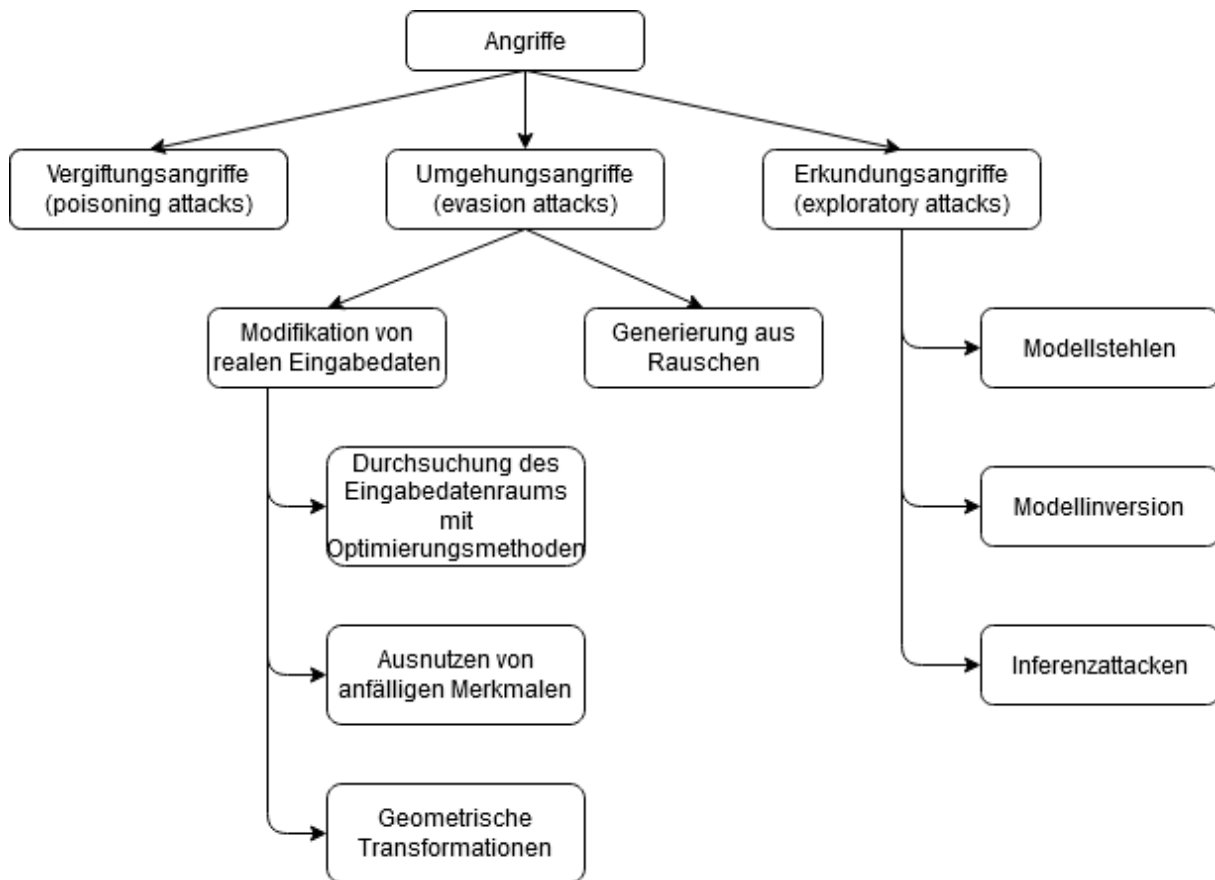 Angriffe
Vergiftungsangriffe
(poisoning attacks)
Umgehungsangriffe
(evasion attacks)
Erkundungsangriffe
(exploratory attacks)
Modifikation von
realen Eingabedaten
Generierung aus
Rauschen
Modellstehlen
Durchsuchung des
Eingabedatenraums
mit
Optimierungsmethoden
Modellinversion
Ausnutzen von
anfälligen Merkmalen
Inferenzattacken
Geometrische
Transformationen